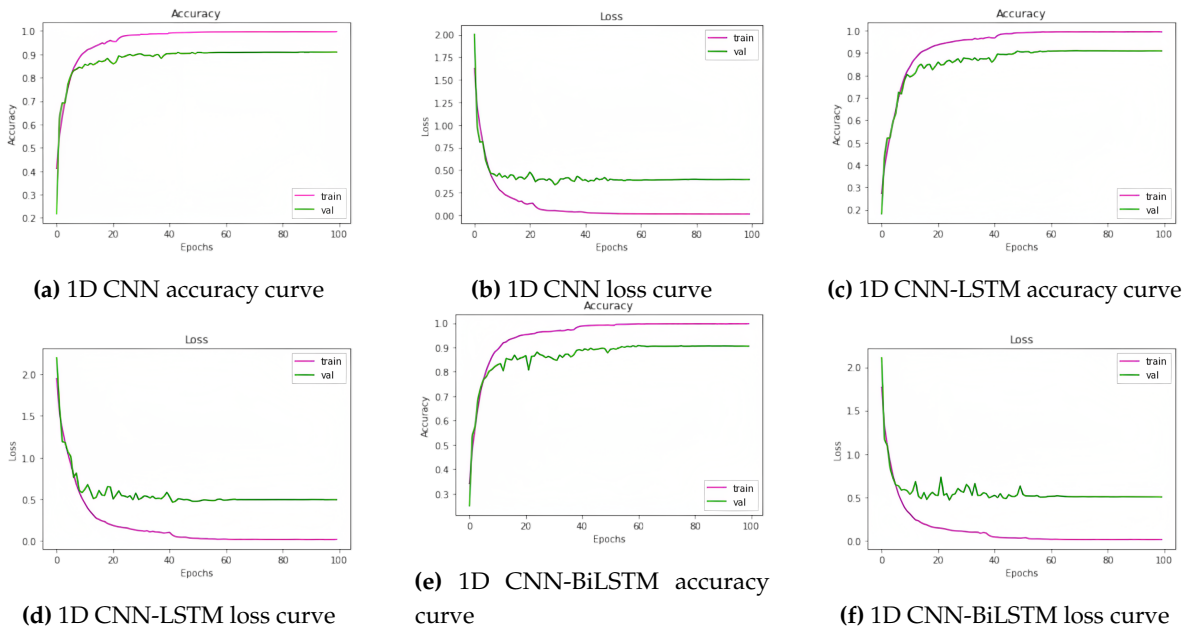 Accuracy
1.0
0.9
0.8
0.7
0.6
0.5
0.4
0.3
0.2
Accuracy
train
val
0
20
40
60
80
100
Epochs
(a) 1D CNN accuracy curve
Loss
2.00
1.75
1.50
1.25
1.00
0.75
0.50
0.25
0.00
Loss
train
val
0
20
40
60
80
100
Epochs
(b) 1D CNN loss curve
Accuracy
1.0
0.9
0.8
0.7
0.6
0.5
0.4
0.3
0.2
Accuracy
train
val
0
20
40
60
80
100
Epochs
(c) 1D CNN-LSTM accuracy curve
Loss
2.0
1.5
1.0
0.5
0.0
Loss
train
val
0
20
40
60
80
100
Epochs
(d) 1D CNN-LSTM loss curve
Accuracy
1.0
0.9
0.8
0.7
0.6
0.5
0.4
0.3
Accuracy
train
val
0
20
40
60
80
100
Epochs
(e) 1D CNN-BiLSTM accuracy
curve
Loss
2.0
1.5
1.0
0.5
0.0
Loss
train
val
0
20
40
60
80
100
Epochs
(f) 1D CNN-BiLSTM loss curve